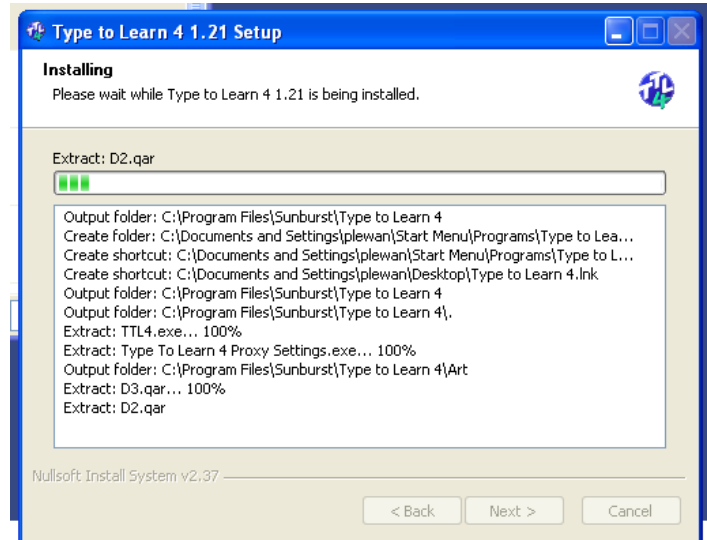 Type to Learn 4 1.21 Setup
Installing
Please wait while Type to Learn 4 1.21 is being installed.
TTL
4
Extract: D2.qar
Output folder: C:\Program Files\Sunburst\Type to Learn 4
Create folder: C:\Documents and Settings\plewan\Start Menu\Programs\Type to Lea...
Create shortcut: C:\Documents and Settings\plewan\Start Menu\Programs\Type to L...
Create shortcut: C:\Documents and Settings\plewan\Desktop\Type to Learn 4.lnk
Output folder: C:\Program Files\Sunburst\Type to Learn 4
Output folder: C:\Program Files\Sunburst\Type to Learn 4\.
Extract: TTL4.exe... 100%
Extract: Type To Learn 4 Proxy Settings.exe... 100%
Output folder: C:\Program Files\Sunburst\Type to Learn 4\Art
Extract: D3.qar... 100%
Extract: D2.qar
Nullsoft Install System v2.37
< Back Next > Cancel